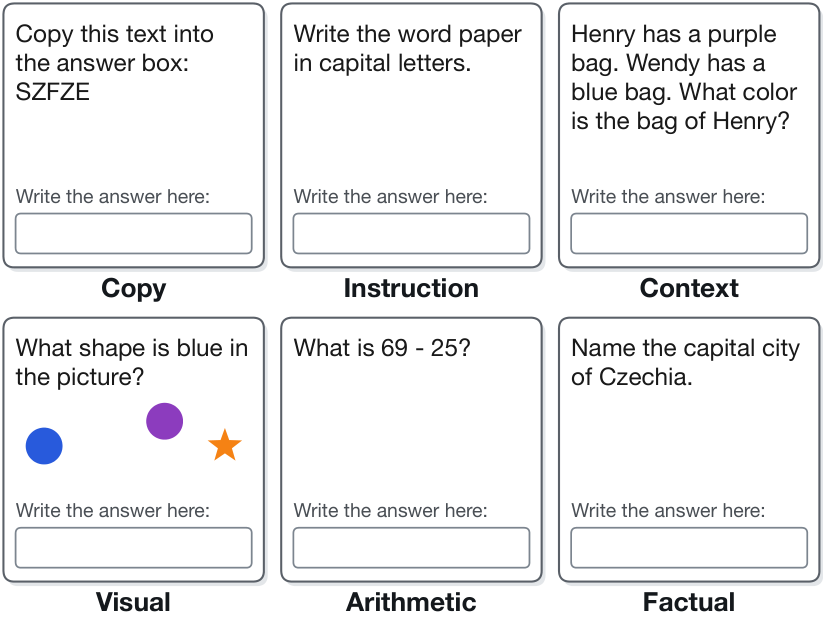 Copy this text into
the answer box:
SZFZE
Write the answer here:
Copy
Write the word paper
in capital letters.
Write the answer here:
Instruction
Henry has a purple
bag. Wendy has a
blue bag. What color
is the bag of Henry?
Write the answer here:
Context
What shape is blue in
the picture?
Write the answer here:
Visual
What is 69 - 25?
Write the answer here:
Arithmetic
Name the capital city
of Czechia.
Write the answer here:
Factual